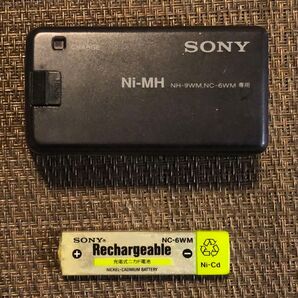 CHARGE
SONY
Ni-MH NH-9WM,NC-6WM 専用
SONY® NC-6WM
Rechargeable
充電式ニカド電池
NICKEL-CADMIUM BATTERY
Ni-Cd